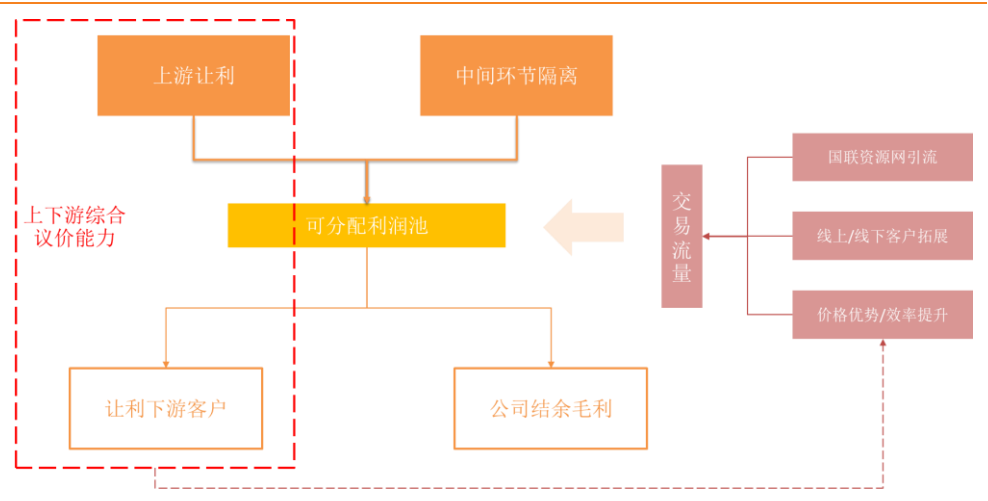 上游让利
中间环节隔离
国联资源网引流
交易流量
上下游综合
议价能力
可分配利润池
线上/线下客户拓展
价格优势/效率提升
让利下游客户
公司结余毛利